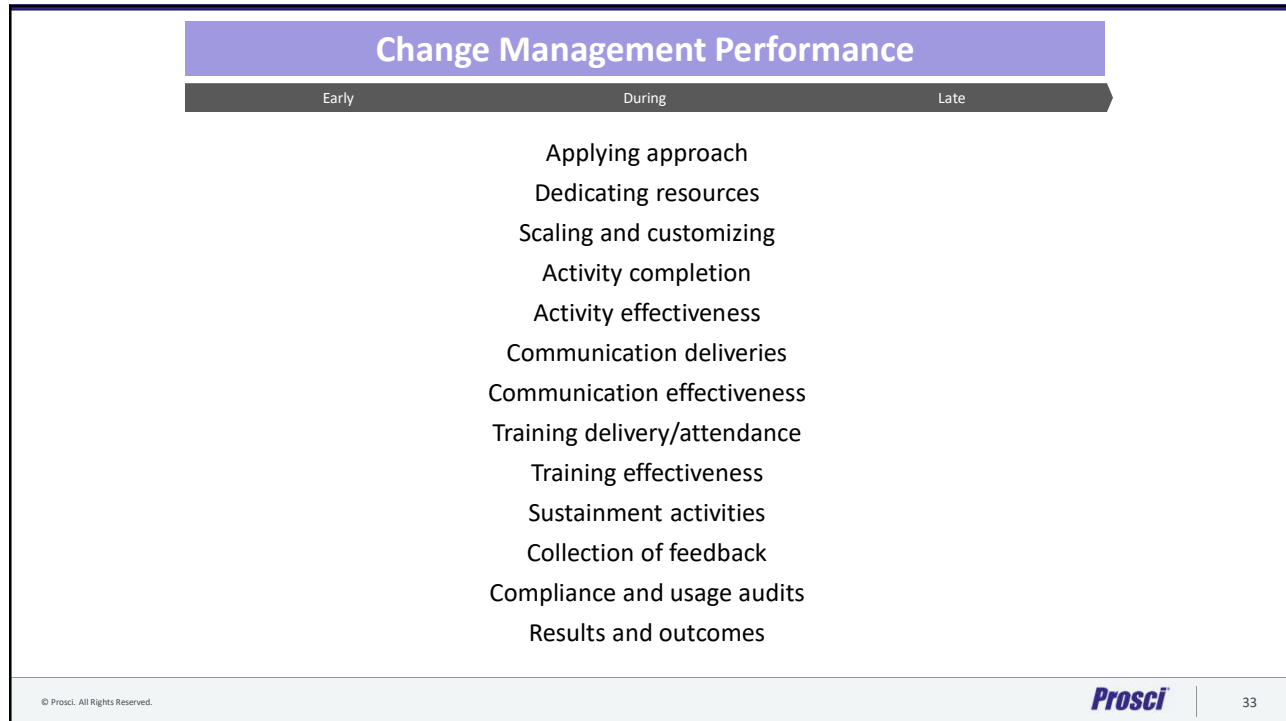 Change Management Performance
Early During Late
Applying approach
Dedicating resources
Scaling and customizing
Activity completion
Activity effectiveness
Communication deliveries
Communication effectiveness
Training delivery/attendance
Training effectiveness
Sustainment activities
Collection of feedback
Compliance and usage audits
Results and outcomes
© Prosci. All Rights Reserved. Prosci 33